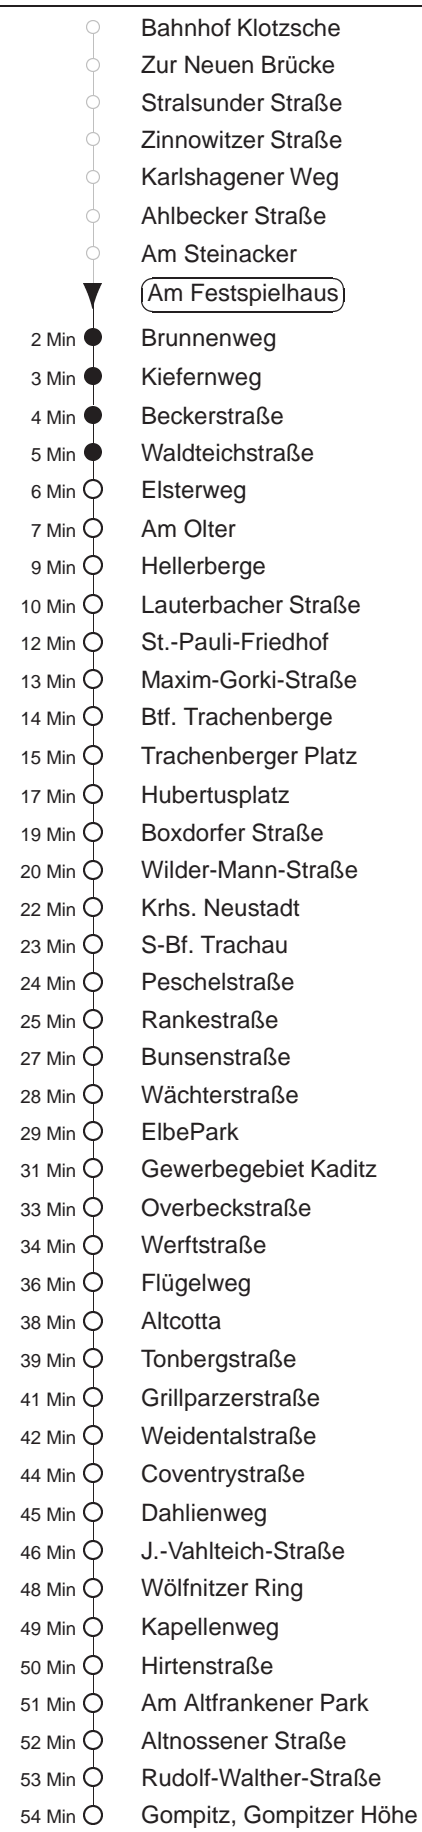 Bahnhof Klotzsche
Zur Neuen Brücke
Stralsunder Straße
Zinnowitzer Straße
Karlshagener Weg
Ahlbecker Straße
Am Steinacker
Am Festspielhaus
2 Min Brunnenweg
3 Min Kiefernweg
4 Min Beckerstraße
5 Min Waldteichstraße
6 Min Elsterweg
7 Min Am Olter
9 Min Hellerberge
10 Min Lauterbacher Straße
12 Min St.-Pauli-Friedhof
13 Min Maxim-Gorki-Straße
14 Min Btf. Trachenberge
15 Min Trachenberger Platz
17 Min Hubertusplatz
19 Min Boxdorfer Straße
20 Min Wilder-Mann-Straße
22 Min Krhs. Neustadt
23 Min S-Bf. Trachau
24 Min Peschelstraße
25 Min Rankestraße
27 Min Bunsenstraße
28 Min Wächterstraße
29 Min ElbePark
31 Min Gewerbegebiet Kaditz
33 Min Overbeckstraße
34 Min Werftstraße
36 Min Flügelweg
38 Min Altcotta
39 Min Tonbergstraße
41 Min Grillparzerstraße
42 Min Weidentalstraße
44 Min Coventrystraße
45 Min Dahlienweg
46 Min J.-Vahlteich-Straße
48 Min Wölfnitzer Ring
49 Min Kapellenweg
50 Min Hirtenstraße
51 Min Am Altfrankener Park
52 Min Altnossener Straße
53 Min Rudolf-Walther-Straße
54 Min Gompitz, Gompitzer Höhe